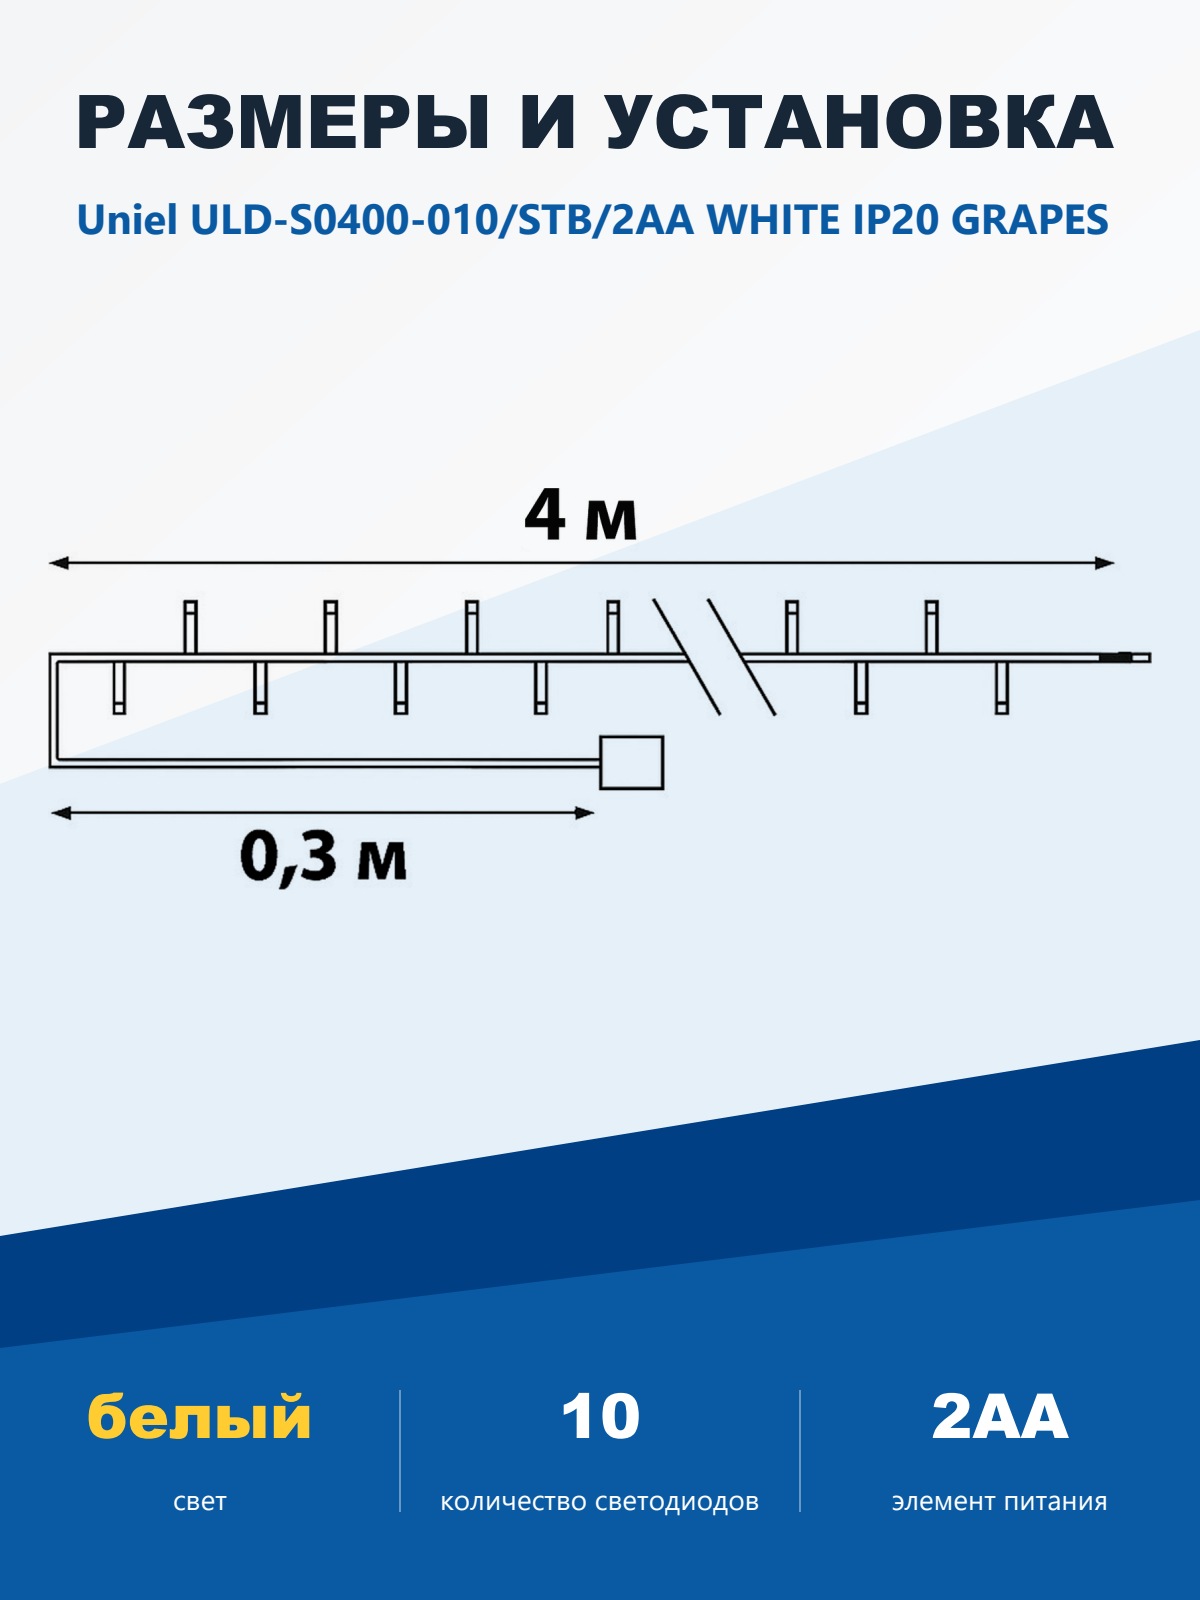 РАЗМЕРЫ И УСТАНОВКА
Uniel ULD-S0400-010/STB/2AA WHITE IP20 GRAPES
4 м
0,3 м
белый
свет
10
количество светодиодов
2АА
элемент питания